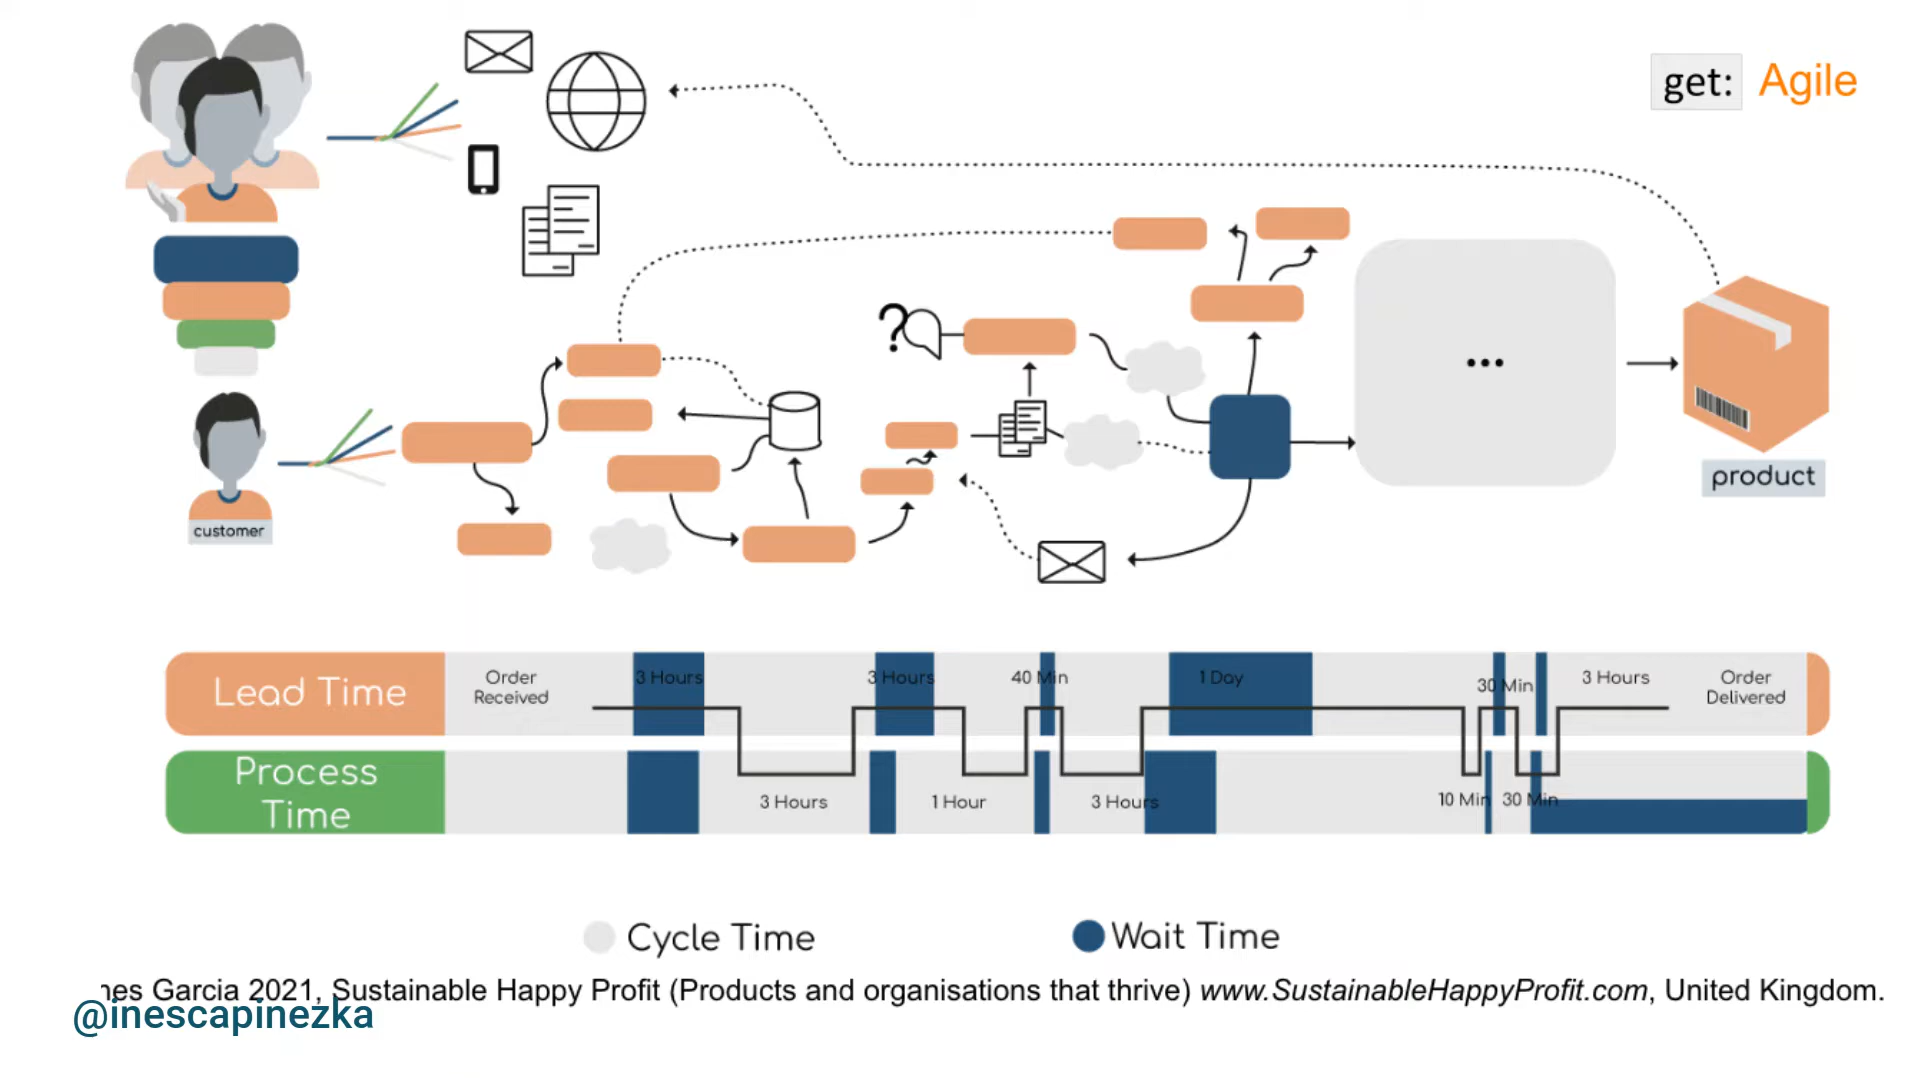 get: Agile
?
...
product
customer
Lead Time
Order
Received
3 Hours
3 Hours
40 Min
1 Day
30 Min
3 Hours
Order
Delivered
Process
Time
3 Hours
1 Hour
3 Hours
10 Min
30 Min
Cycle Time
Wait Time
Garcia 2021, Sustainable Happy Profit (Products and organisations that thrive) www.SustainableHappyProfit.com, United Kingdom.
@inescapinezka